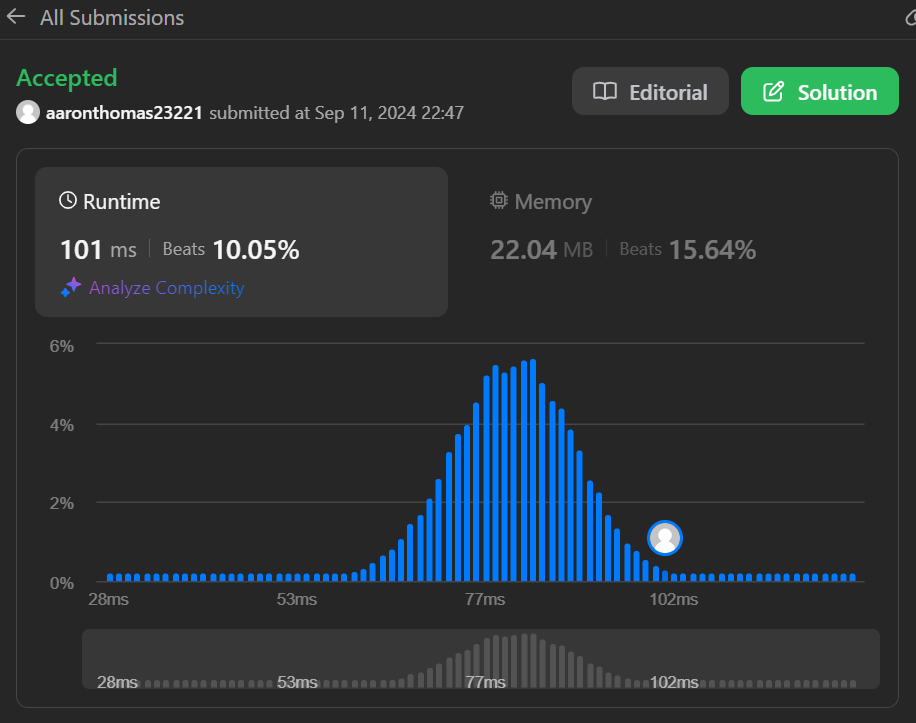 All Submissions
Accepted
aaronthomas23221 submitted at Sep 11, 2024 22:47
Editorial
Solution
Runtime
101 ms Beats 10.05%
Analyze Complexity
Memory
22.04 MB Beats 15.64%
6%
4%
2%
0%
28ms 53ms 77ms 102ms
28ms 53ms 77ms 102ms